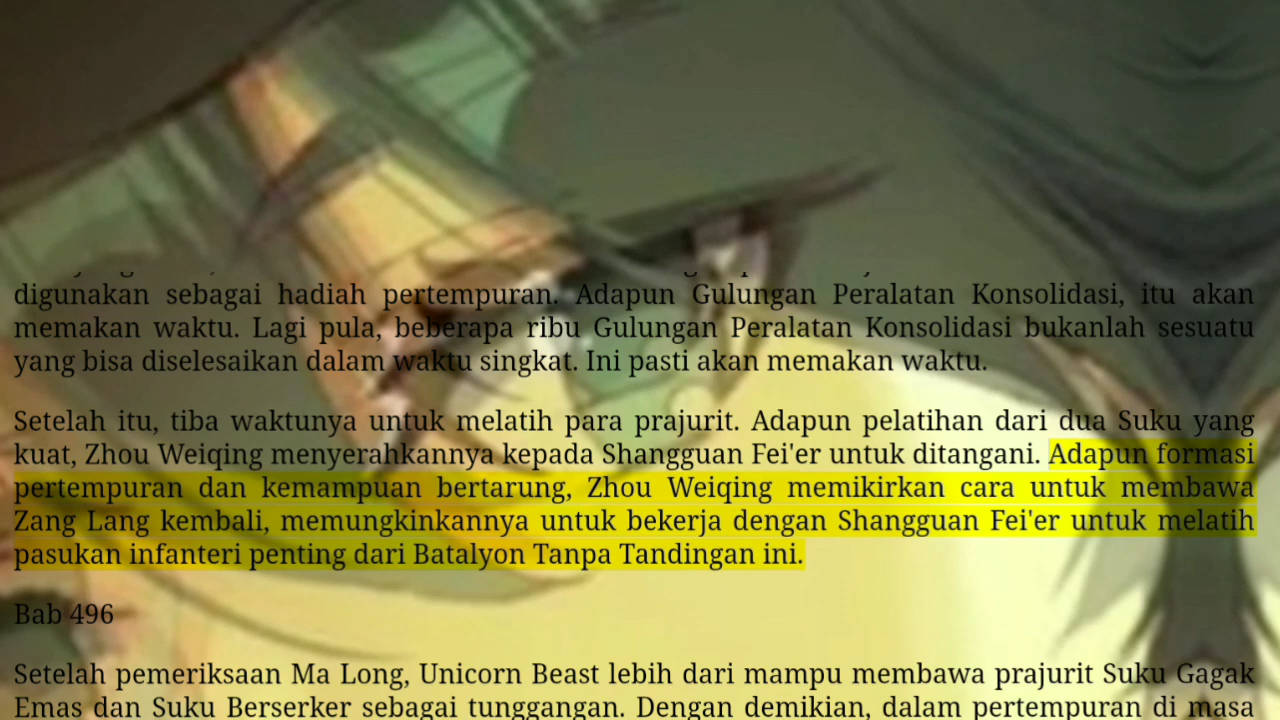 digunakan sebagai hadiah pertempuran. Adapun Gulungan Peralatan Konsolidasi, itu akan
memakan waktu. Lagi pula, beberapa ribu Gulungan Peralatan Konsolidasi bukanlah sesuatu
yang bisa diselesaikan dalam waktu singkat. Ini pasti akan memakan waktu.
Setelah itu, tiba waktunya untuk melatih para prajurit. Adapun pelatihan dari dua Suku yang
kuat, Zhou Weiqing menyerahkannya kepada Shangguan Fei'er untuk ditangani. Adapun formasi
pertempuran dan kemampuan bertarung, Zhou Weiqing memikirkan cara untuk membawa
Zang Lang kembali, memungkinkannya untuk bekerja dengan Shangguan Fei'er untuk melatih
pasukan infanteri penting dari Batalyon Tanpa Tandingan ini.
Bab 496
Setelah pemeriksaan Ma Long, Unicorn Beast lebih dari mampu membawa prajurit Suku Gagak
Emas dan Suku Berserker sebagai tunggangan. Dengan demikian, dalam pertempuran di masa